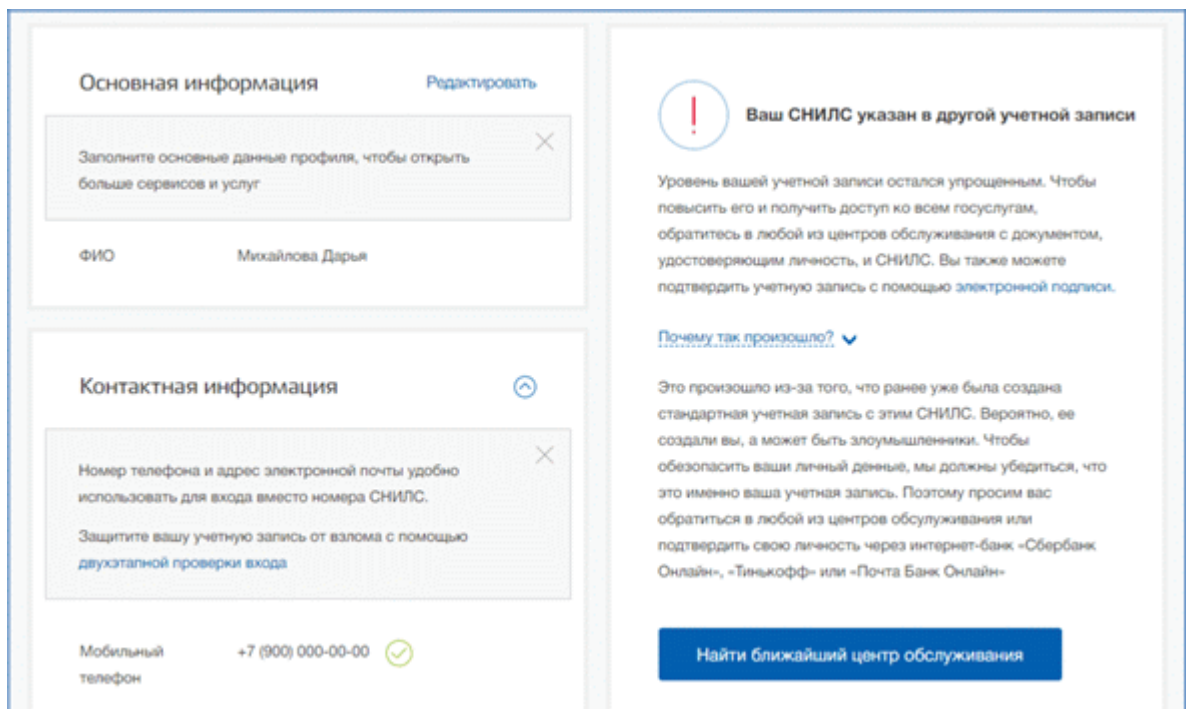 Основная информация
Редактировать
Заполните основные данные профиля, чтобы открыть
больше сервисов и услуг
ФИО
Михайлова Дарья
Контактная информация
Номер телефона и адрес электронной почты удобно
использовать для входа вместо номера СНИЛС.
Защитите вашу учетную запись от взлома с помощью
двухэтапной проверки входа
Мобильный
телефон
+7 (900) 000-00-00
Ваш СНИЛС указан в другой учетной записи
Уровень вашей учетной записи остался упрощенным. Чтобы
повысить его и получить доступ ко всем госуслугам,
обратитесь в любой из центров обслуживания с документом,
удостоверяющим личность, и СНИЛС. Вы также можете
подтвердить учетную запись с помощью электронной подписи.
Почему так произошло?
Это произошло из-за того, что ранее уже была создана
стандартная учетная запись с этим СНИЛС. Вероятно, ее
создали вы, а может быть злоумышленники. Чтобы
обезопасить ваши личный денные, мы должны убедиться, что
это именно ваша учетная запись. Поэтому просим вас
обратиться в любой из центров обсулуживания или
подтвердить свою личность через интернет-банк «Сбербанк
Онлайн», «Тинькофф» или «Почта Банк Онлайн»
Найти ближайший центр обслуживания